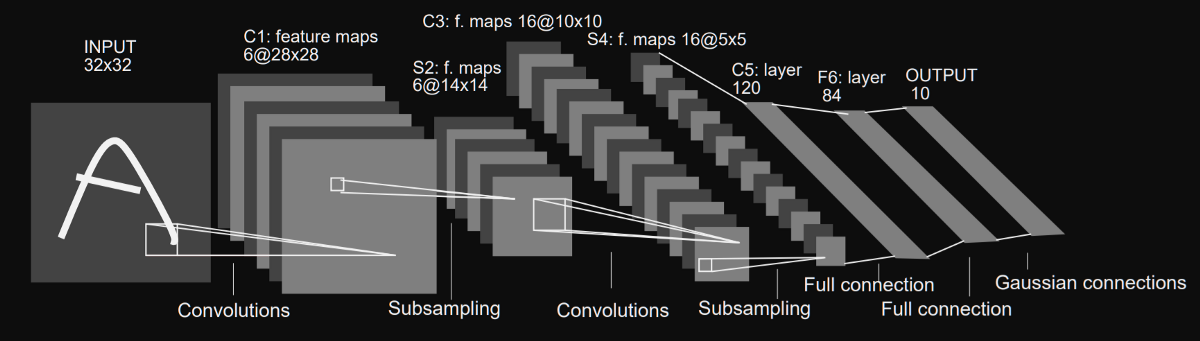 INPUT
32x32
C1: feature maps
6@28x28
S2: f. maps
6@14x14
C3: f. maps 16@10x10
S4: f. maps 16@5x5
C5: layer
120
F6: layer
84
OUTPUT
10
Convolutions
Subsampling
Convolutions
Subsampling
Full connection
Full connection
Gaussian connections